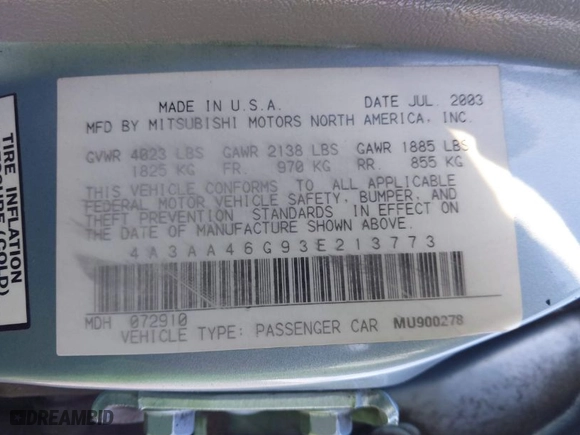 MADE IN U.S.A. DATE JUL. 2003
MFD BY MITSUBISHI MOTORS NORTH AMERICA, INC.
GVWR 4023 LBS GAWR 2138 LBS GAWR 1885 LBS
1825 KG FR. 970 KG RR. 855 KG
THIS VEHICLE CONFORMS TO ALL APPLICABLE
FEDERAL MOTOR VEHICLE SAFETY, BUMPER, AND
THEFT PREVENTION STANDARDS IN EFFECT ON
THE DATE OF MANUFACTURE SHOWN ABOVE.
4A3AA46G93E213773
MDH 072910
VEHICLE TYPE: PASSENGER CAR MU900278
TIRE INFLATION
(COLD)
DREAMBID